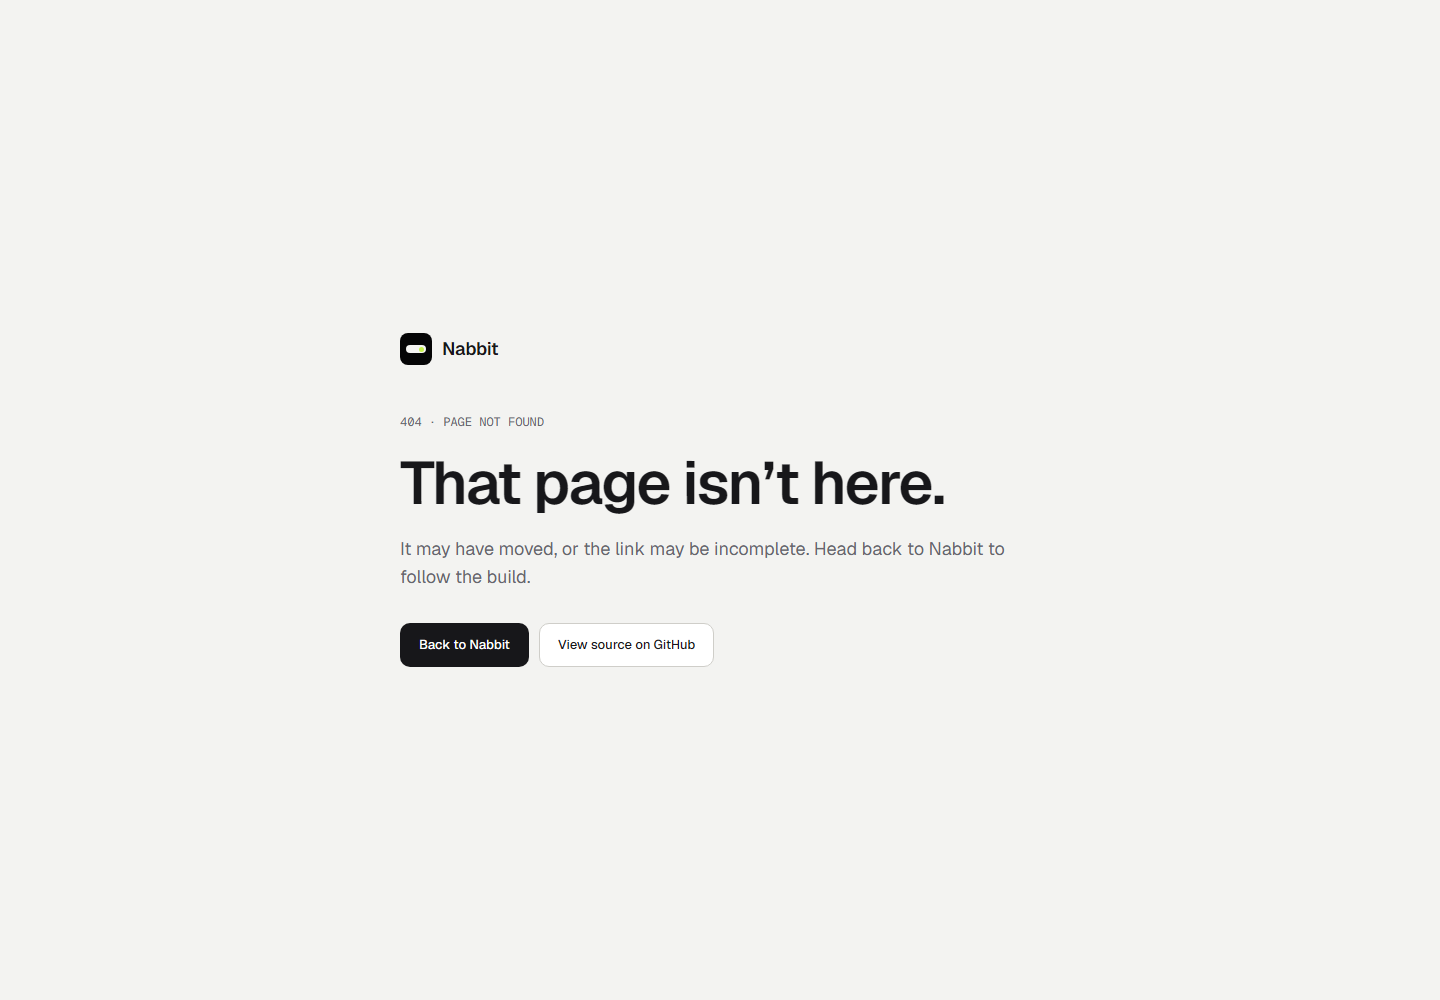 Nabbit
404 · PAGE NOT FOUND
That page isn’t here.
It may have moved, or the link may be incomplete. Head back to Nabbit to
follow the build.
Back to Nabbit
View source on GitHub